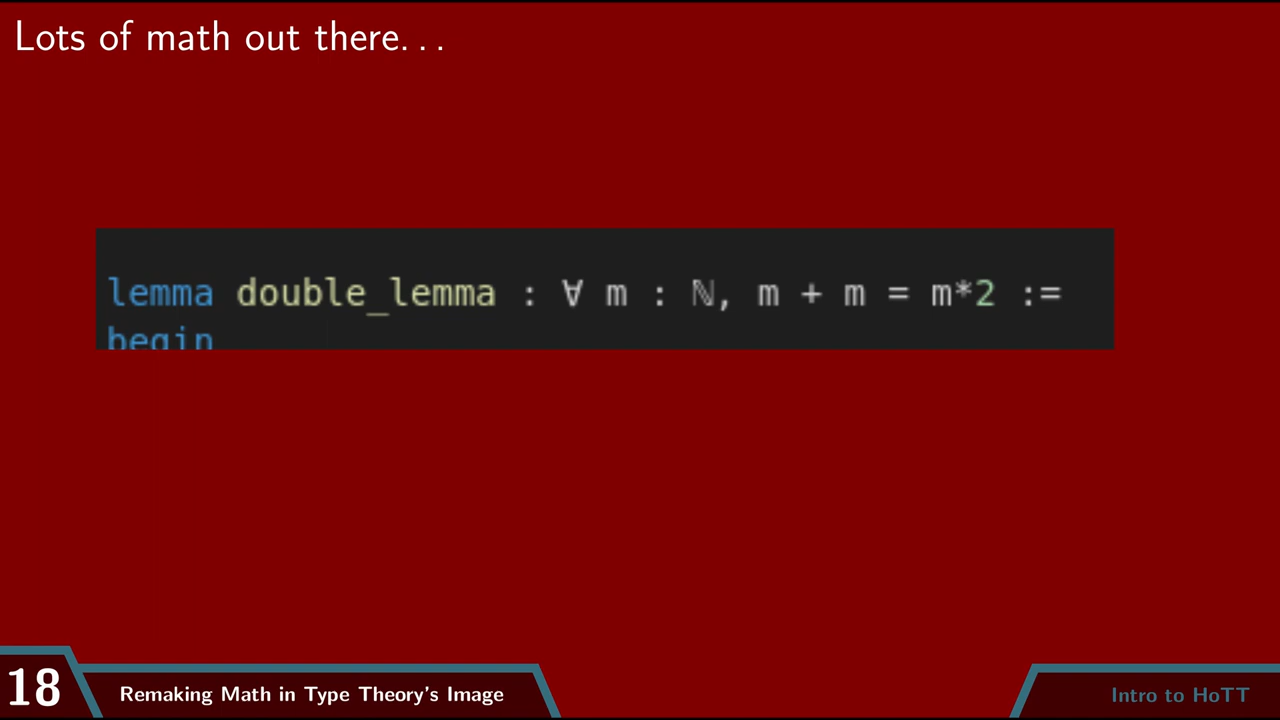 Lots of math out there...
lemma double_lemma : ∀ m : ℕ, m + m = m*2 :=
begin
18
Remaking Math in Type Theory's Image
Intro to HoTT